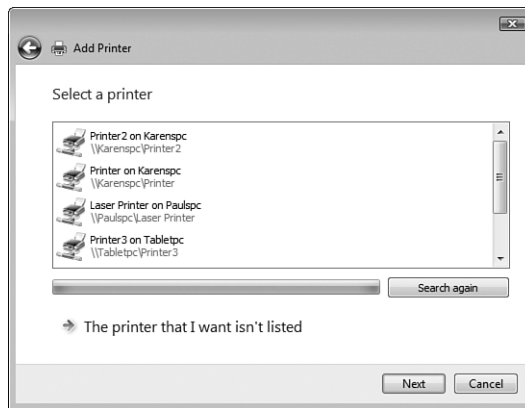 Add Printer
Select a printer
Printer2 on Karenspc
\\Karenspc\Printer2
Printer on Karenspc
\\Karenspc\Printer
Laser Printer on Paulspc
\\Paulspc\Laser Printer
Printer3 on Tabletpc
\\Tabletpc\Printer3
Search again
The printer that I want isn't listed
Next
Cancel